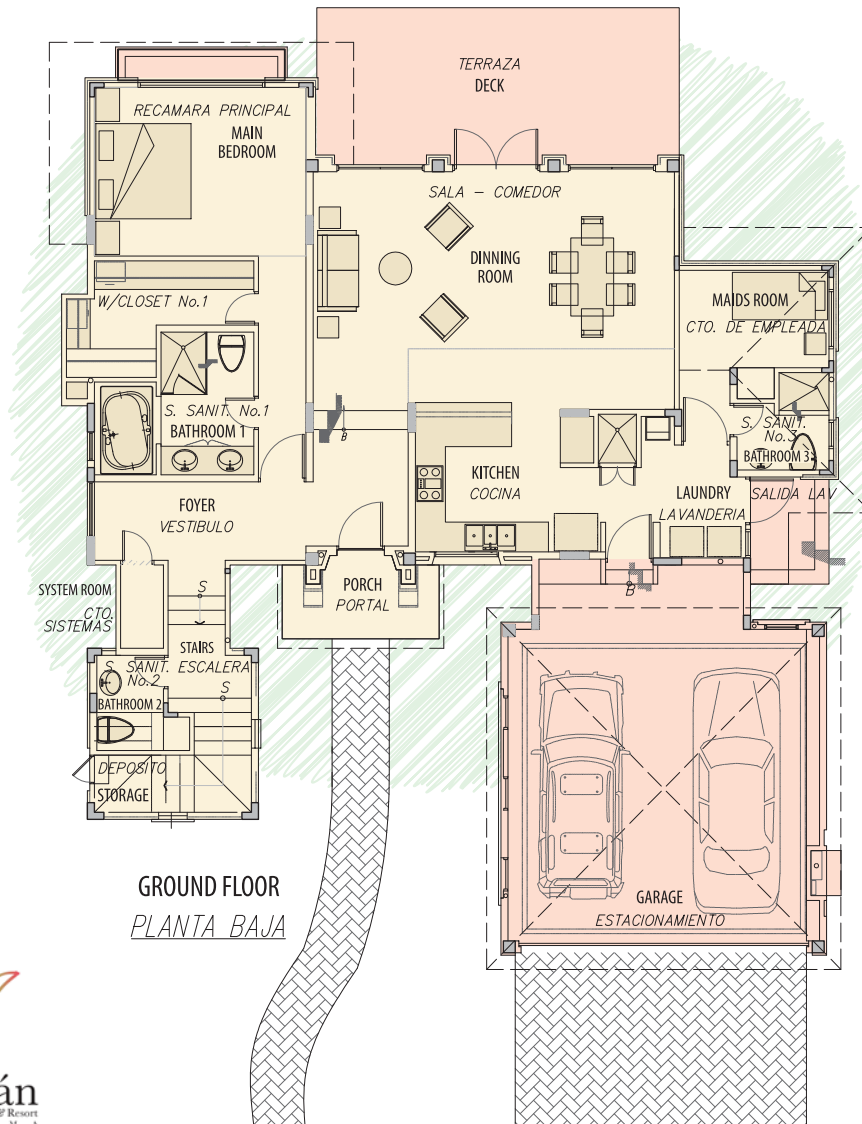 TERRAZA
DECK
RECAMARA PRINCIPAL
MAIN
BEDROOM
SALA - COMEDOR
DINNING
ROOM
W/CLOSET No.1
MAIDS ROOM
CTO. DE EMPLEADA
S. SANIT. No.1
BATHROOM 1
S. SANIT.
No.3
BATHROOM 3
B
KITCHEN
COCINA
LAUNDRY
LAVANDERIA
SALIDA LAV
FOYER
VESTIBULO
SYSTEM ROOM
CTO.
SISTEMAS
S
PORCH
PORTAL
B
STAIRS
ESCALERA
S. SANIT.
No.2
BATHROOM 2
S
DEPOSITO
STORAGE
GROUND FLOOR
PLANTA BAJA
GARAGE
ESTACIONAMIENTO
án
& Resort